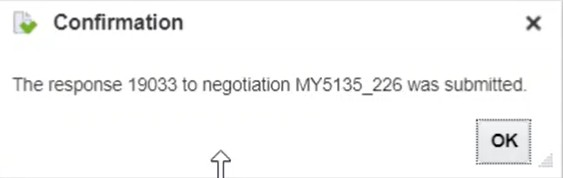 Confirmation
The response 19033 to negotiation MY5135_226 was submitted.
OK